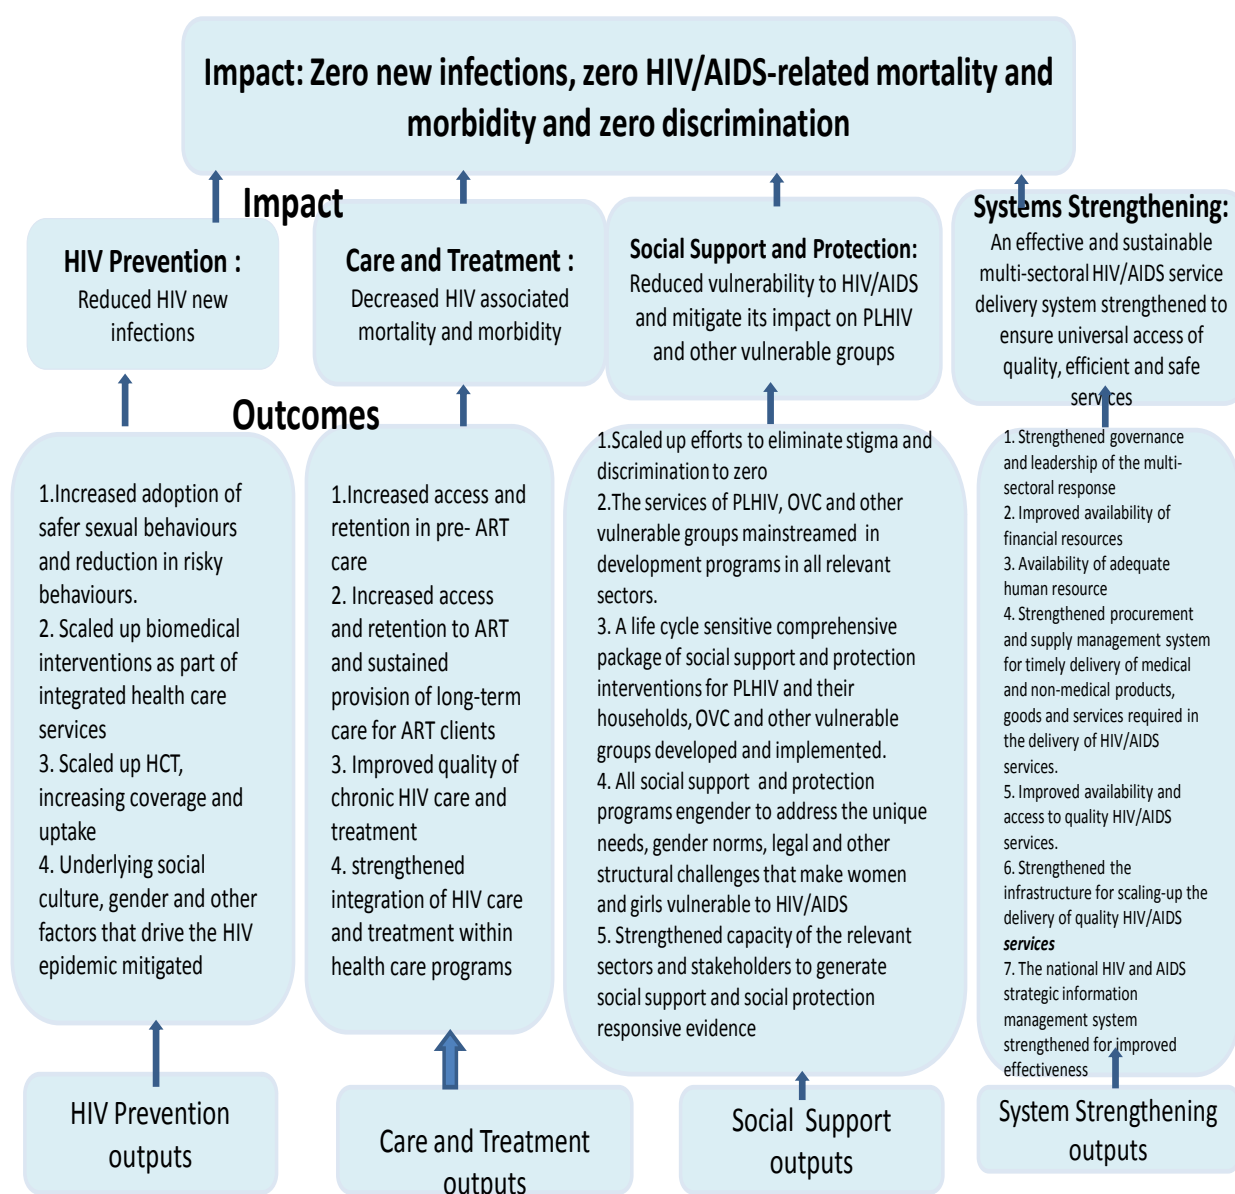 Impact: Zero new infections, zero HIV/AIDS-related mortality and
morbidity and zero discrimination
Impact
HIV Prevention :
Reduced HIV new
infections
Care and Treatment :
Decreased HIV associated
mortality and morbidity
Social Support and Protection:
Reduced vulnerability to HIV/AIDS
and mitigate its impact on PLHIV
and other vulnerable groups
Systems Strengthening:
An effective and sustainable
multi-sectoral HIV/AIDS service
delivery system strengthened to
ensure universal access of
quality, efficient and safe
services
Outcomes
1.Increased adoption of
safer sexual behaviours
and reduction in risky
behaviours.
2. Scaled up biomedical
interventions as part of
integrated health care
services
3. Scaled up HCT,
increasing coverage and
uptake
4. Underlying social
culture, gender and other
factors that drive the HIV
epidemic mitigated
1.Increased access and
retention in pre- ART
care
2. Increased access
and retention to ART
and sustained
provision of long-term
care for ART clients
3. Improved quality of
chronic HIV care and
treatment
4. strengthened
integration of HIV care
and treatment within
health care programs
1.Scaled up efforts to eliminate stigma and
discrimination to zero
2.The services of PLHIV, OVC and other
vulnerable groups mainstreamed in
development programs in all relevant
sectors.
3. A life cycle sensitive comprehensive
package of social support and protection
interventions for PLHIV and their
households, OVC and other vulnerable
groups developed and implemented.
4. All social support and protection
programs engender to address the unique
needs, gender norms, legal and other
structural challenges that make women
and girls vulnerable to HIV/AIDS
5. Strengthened capacity of the relevant
sectors and stakeholders to generate
social support and social protection
responsive evidence
1. Strengthened governance
and leadership of the multi-
sectoral response
2. Improved availability of
financial resources
3. Availability of adequate
human resource
4. Strengthened procurement
and supply management system
for timely delivery of medical
and non-medical products,
goods and services required in
the delivery of HIV/AIDS
services.
5. Improved availability and
access to quality HIV/AIDS
services.
6. Strengthened the
infrastructure for scaling-up the
delivery of quality HIV/AIDS
services
7. The national HIV and AIDS
strategic information
management system
strengthened for improved
effectiveness
HIV Prevention
outputs
Care and Treatment
outputs
Social Support
outputs
System Strengthening
outputs